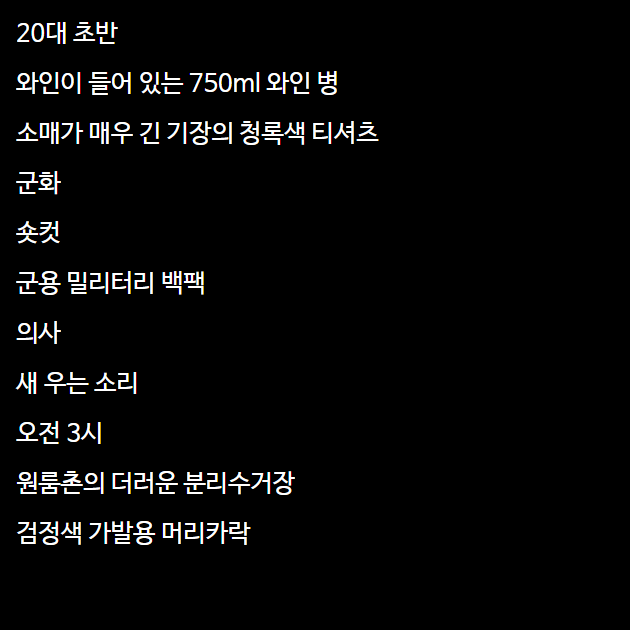 20대 초반
와인이 들어 있는 750ml 와인 병
소매가 매우 긴 기장의 청록색 티셔츠
군화
숏컷
군용 밀리터리 백팩
의사
새 우는 소리
오전 3시
원룸촌의 더러운 분리수거장
검정색 가발용 머리카락